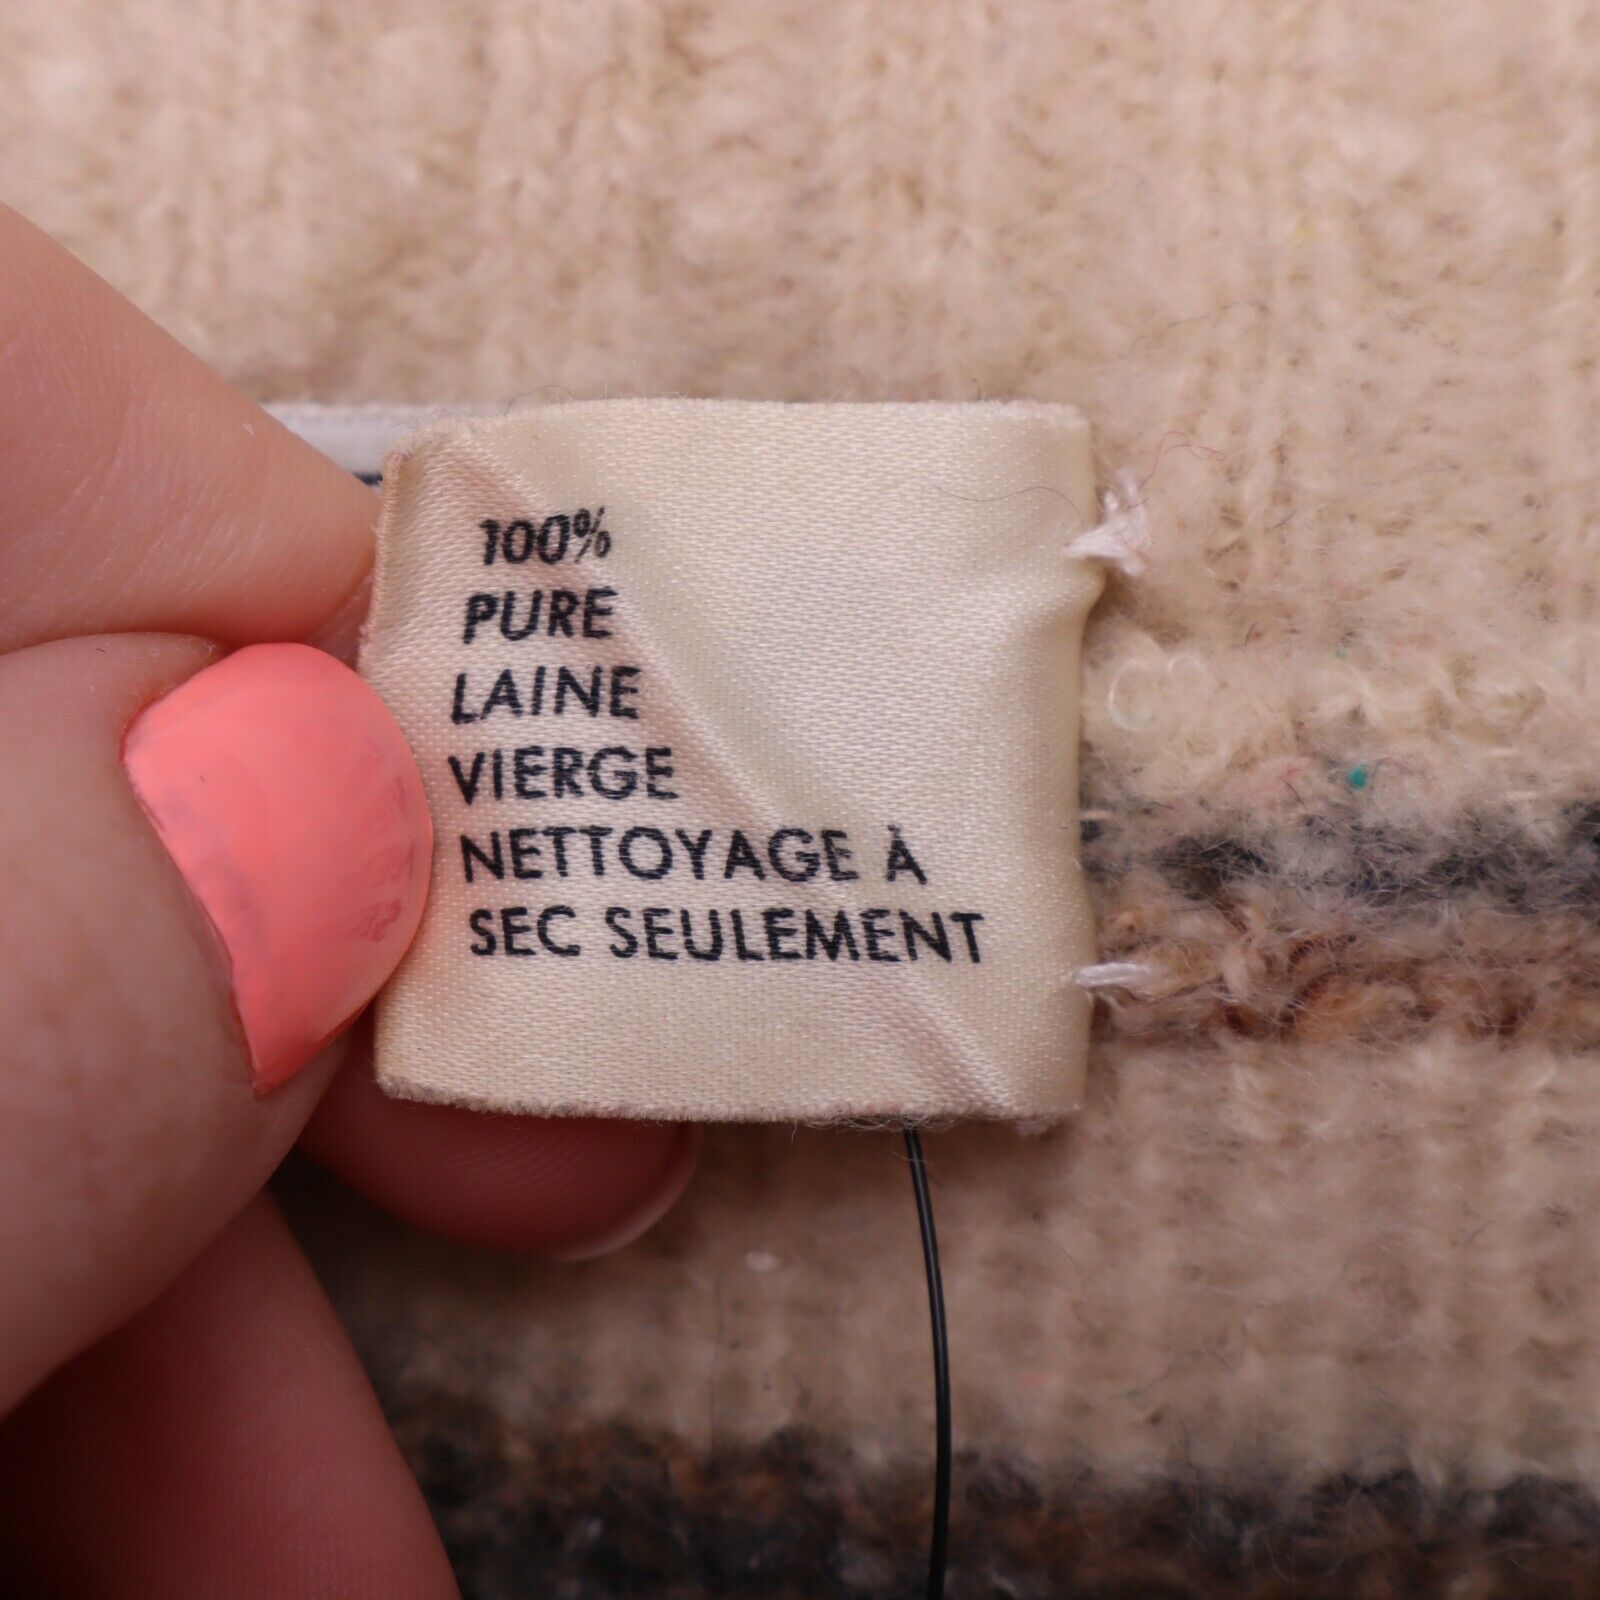 100%
PURE
LAINE
VIERGE
NETTOYAGE À
SEC SEULEMENT